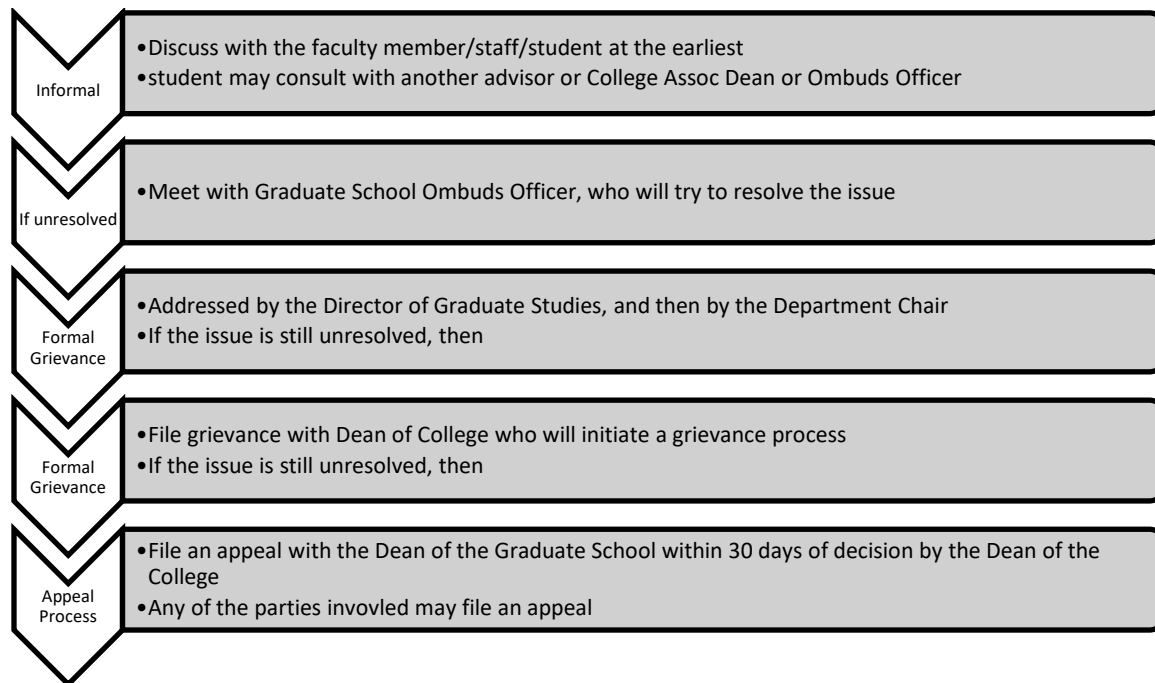 Informal
•Discuss with the faculty member/staff/student at the earliest
•student may consult with another advisor or College Assoc Dean or Ombuds Officer
If unresolved
•Meet with Graduate School Ombuds Officer, who will try to resolve the issue
Formal
Grievance
•Addressed by the Director of Graduate Studies, and then by the Department Chair
•If the issue is still unresolved, then
Formal
Grievance
•File grievance with Dean of College who will initiate a grievance process
•If the issue is still unresolved, then
Appeal
Process
•File an appeal with the Dean of the Graduate School within 30 days of decision by the Dean of the
College
•Any of the parties invovled may file an appeal